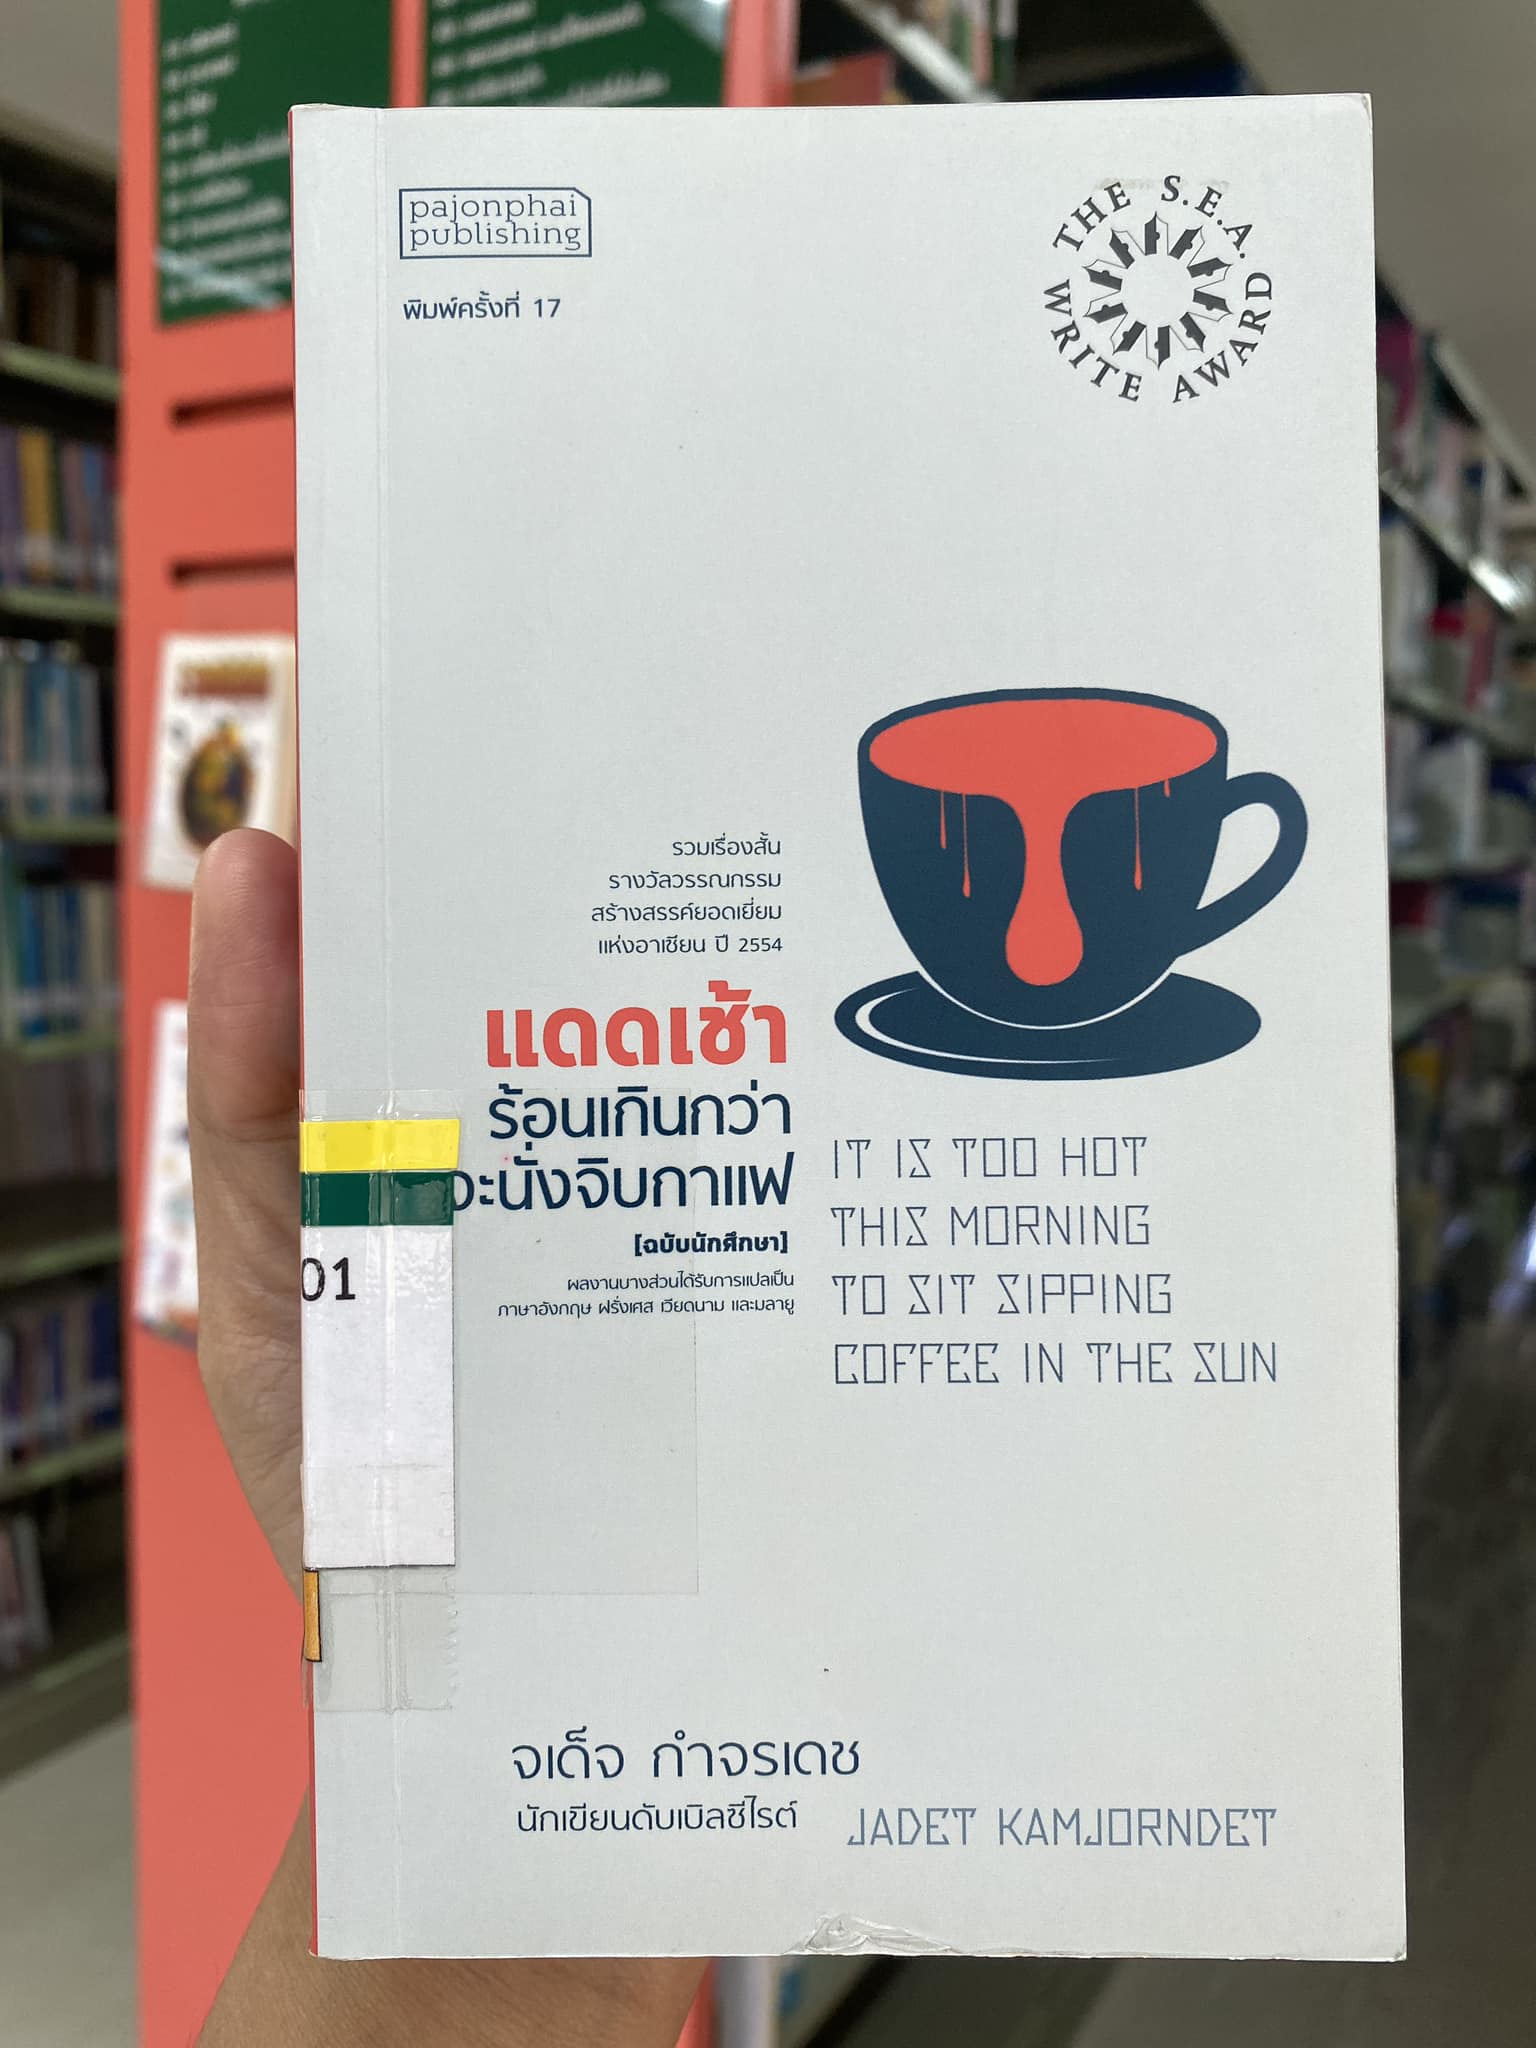 pajonphai
publishing
พิมพ์ครั้งที่ 17
THE S.E.A. WRITE AWARD
รวมเรื่องสั้น
รางวัลวรรณกรรม
สร้างสรรค์ยอดเยี่ยม
แห่งอาเซียน ปี 2554
แดดเช้า
ร้อนเกินกว่า
จะนั่งจิบกาแฟ
[ฉบับนักศึกษา]
ผลงานบางส่วนได้รับการแปลเป็น
ภาษาอังกฤษ ฝรั่งเศส เวียดนาม และมลายู
IT IS TOO HOT
THIS MORNING
TO SIT SIPPING
COFFEE IN THE SUN
01
จเด็จ กำจรเดช
นักเขียนดับเบิลซีไรต์
JADET KAMJORNDET